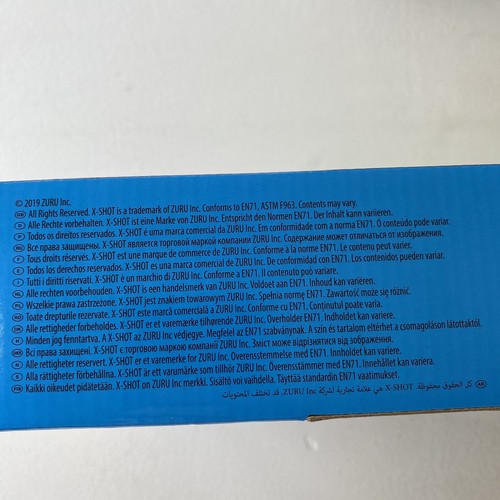 © 2019 ZURU Inc.
GB All Rights Reserved. X-SHOT is a trademark of ZURU Inc. Conforms to EN71, ASTM F963. Contents may vary.
D Alle Rechte vorbehalten. X-SHOT ist eine Marke von ZURU Inc. Entspricht den Normen EN71. Der Inhalt kann variieren.
P Todos os direitos reservados. X-SHOT é uma marca comercial de ZURU Inc. Em conformidade com a norma EN71. O conteúdo pode variar.
RU Все права защищены. X-SHOT является торговой маркой компании ZURU Inc. Содержание может отличаться от изображения.
F Tous droits réservés. X-SHOT est une marque de commerce de ZURU Inc. Conforme à la norme EN71. Le contenu peut varier.
E Todos los derechos reservados. X-SHOT es una marca comercial de ZURU Inc. De conformidad con EN71. Los contenidos pueden variar.
I Tutti i diritti riservati. X-SHOT è un marchio di ZURU Inc. Conforme a EN71. Il contenuto può variare.
NL Alle rechten voorbehouden. X-SHOT is een handelsmerk van ZURU Inc. Voldoet aan EN71. Inhoud kan variëren.
PL Wszelkie prawa zastrzeżone. X-SHOT jest znakiem towarowym ZURU Inc. Spełnia normę EN71. Zawartość może się różnić.
RO Toate drepturile rezervate. X-SHOT este marcă comercială a ZURU Inc. Conforme cu EN71. Conținutul poate varia.
DK Alle rettigheder forbeholdes. X-SHOT er et varemærke tilhørende ZURU Inc. Overholder EN71. Indholdet kan variere.
H Minden jog fenntartva. A X-SHOT az ZURU Inc. védjegye. Megfelel az EN71 szabványnak. A szín és tartalom eltérhet a csomagoláson látottaktól.
UKR Всі права захищені. X-SHOT є торговою маркою компанії ZURU Inc. Зміст може відрізнятися від зображення.
N Alle rettigheter reservert. X-SHOT er et varemerke for ZURU Inc. Overensstemmelse med EN71. Innholdet kan variere.
S Alla rättigheter förbehållna. X-SHOT är ett varumärke som tillhör ZURU Inc. Överensstämmer med EN71. Innehållet kan variera.
FIN Kaikki oikeudet pidätetään. X-SHOT on ZURU Inc merkki. Sisältö voi vaihdella. Täyttää standardin EN71 vaatimukset.
AR كل الحقوق محفوظة. X-SHOT هي علامة تجارية لشركة ZURU Inc. قد تختلف المحتويات